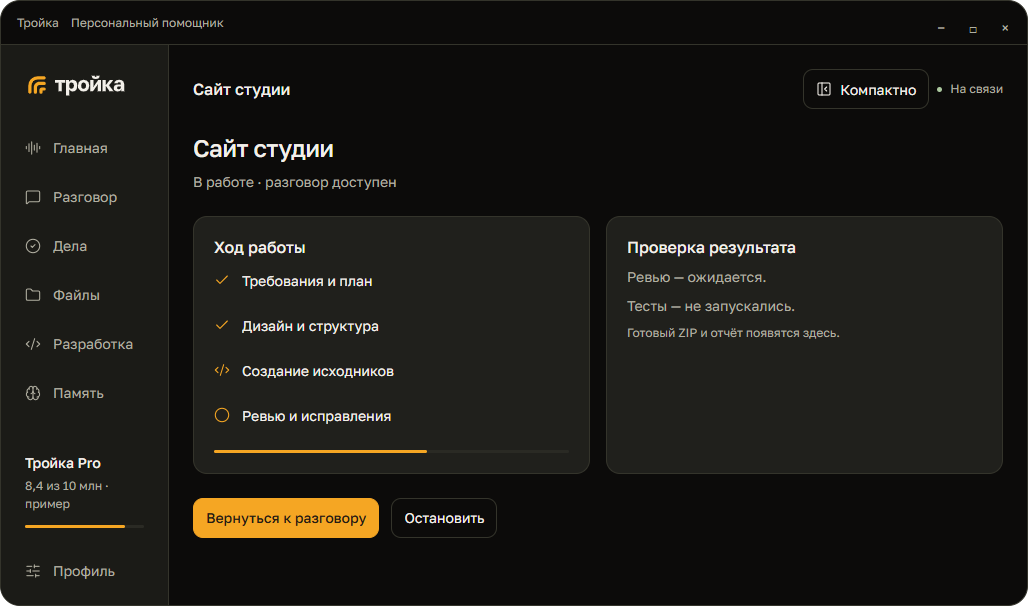 Тройка Персональный помощник
тройка
Главная
Разговор
Дела
Файлы
Разработка
Память
Тройка Pro
8,4 из 10 млн ·
пример
Профиль
Сайт студии
Компактно
На связи
Сайт студии
В работе · разговор доступен
Ход работы
Требования и план
Дизайн и структура
Создание исходников
Ревью и исправления
Проверка результата
Ревью — ожидается.
Тесты — не запускались.
Готовый ZIP и отчёт появятся здесь.
Вернуться к разговору
Остановить